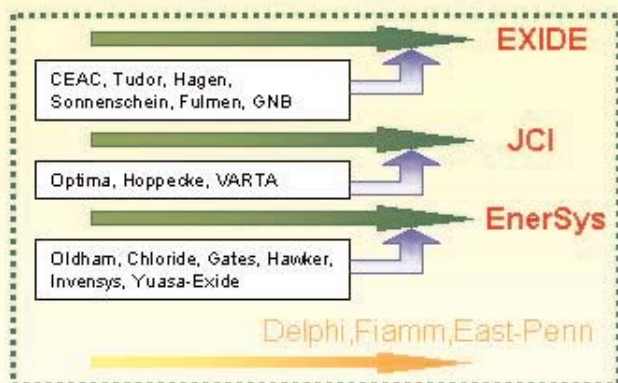 EXIDE
CEAC, Tudor, Hagen,
Sonnenschein, Fulmen, GNB
JCI
Optima, Hoppecke, VARTA
EnerSys
Oldham, Chloride, Gates, Hawker,
Invensys, Yuasa-Exide
Delphi,Fiamm,East-Penn